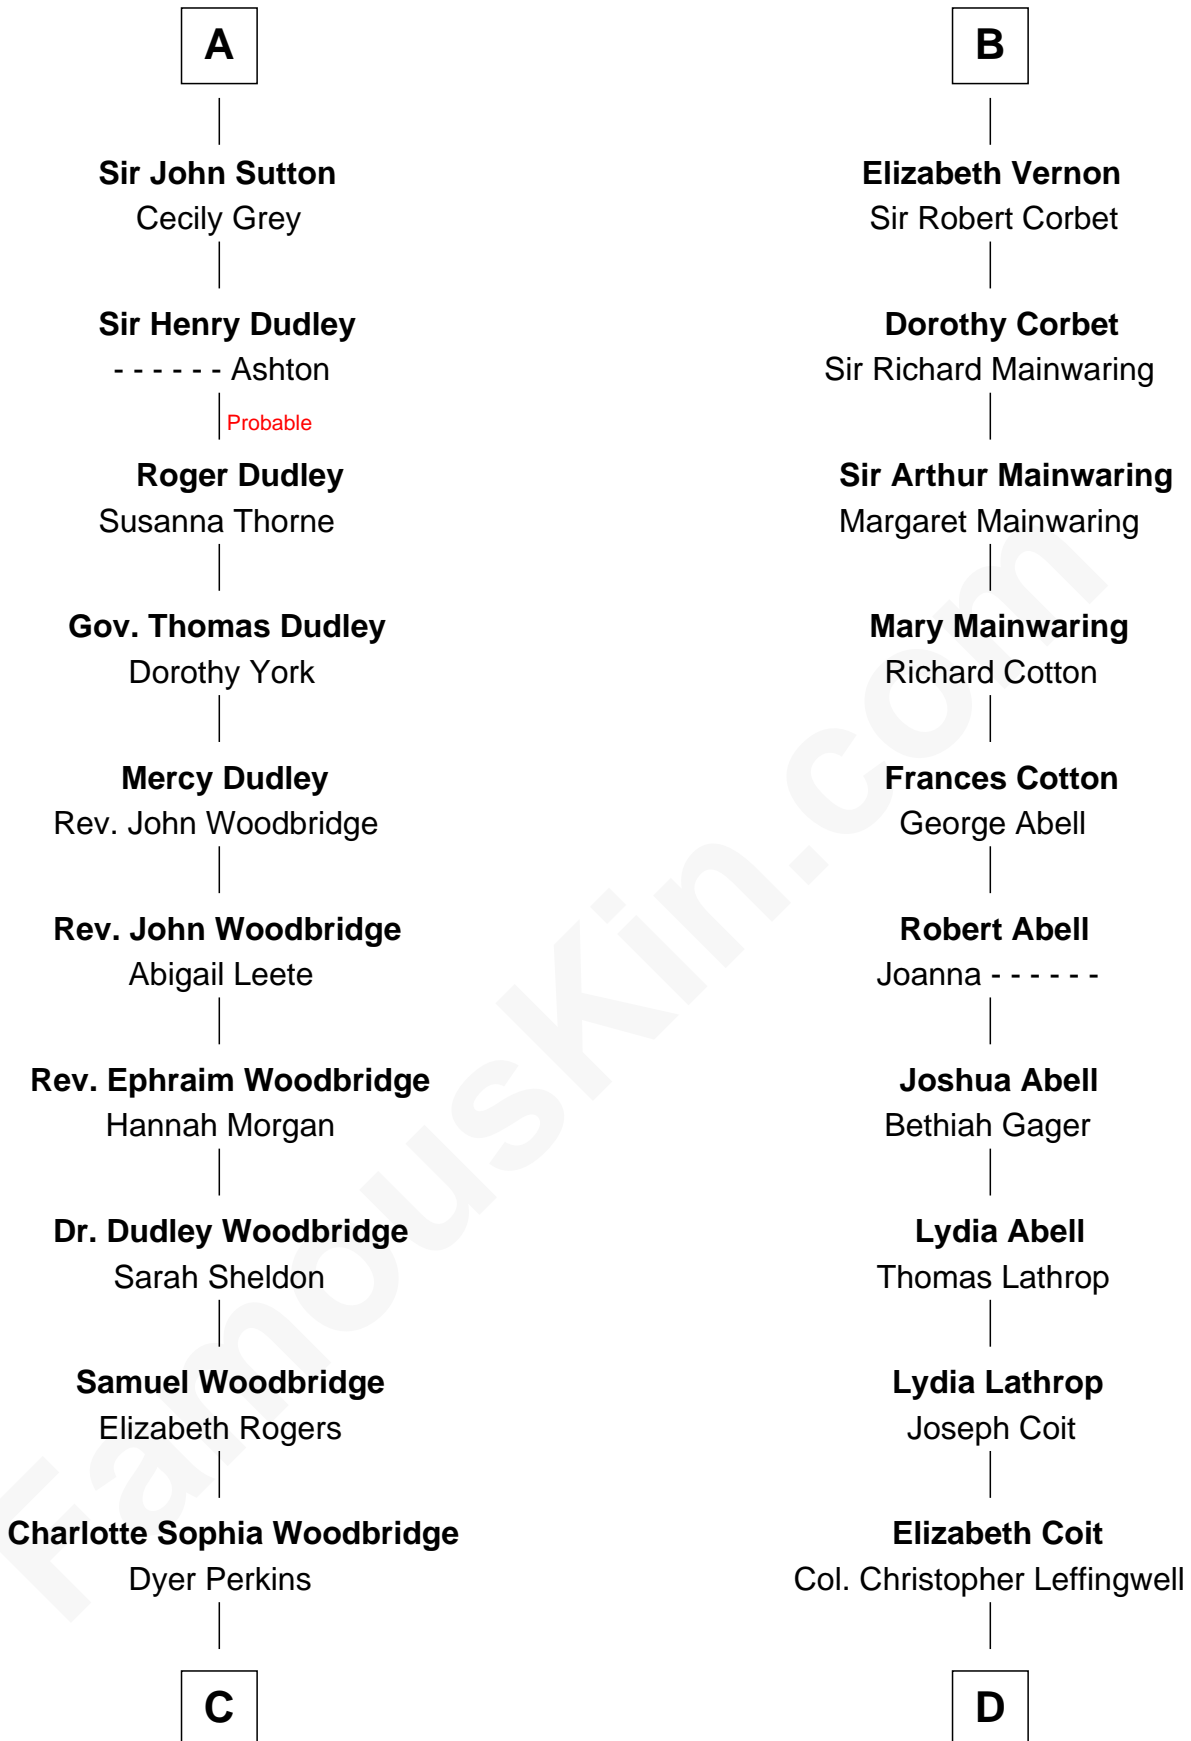 A
Sir John Sutton
Cecily Grey
Sir Henry Dudley
- - - - - - Ashton
Probable
Roger Dudley
Susanna Thorne
Gov. Thomas Dudley
Dorothy York
Mercy Dudley
Rev. John Woodbridge
Rev. John Woodbridge
Abigail Leete
Rev. Ephraim Woodbridge
Hannah Morgan
Dr. Dudley Woodbridge
Sarah Sheldon
Samuel Woodbridge
Elizabeth Rogers
Charlotte Sophia Woodbridge
Dyer Perkins
C
B
Elizabeth Vernon
Sir Robert Corbet
Dorothy Corbet
Sir Richard Mainwaring
Sir Arthur Mainwaring
Margaret Mainwaring
Mary Mainwaring
Richard Cotton
Frances Cotton
George Abell
Robert Abell
Joanna - - - - - -
Joshua Abell
Bethiah Gager
Lydia Abell
Thomas Lathrop
Lydia Lathrop
Joseph Coit
Elizabeth Coit
Col. Christopher Leffingwell
D
FamousKin.com